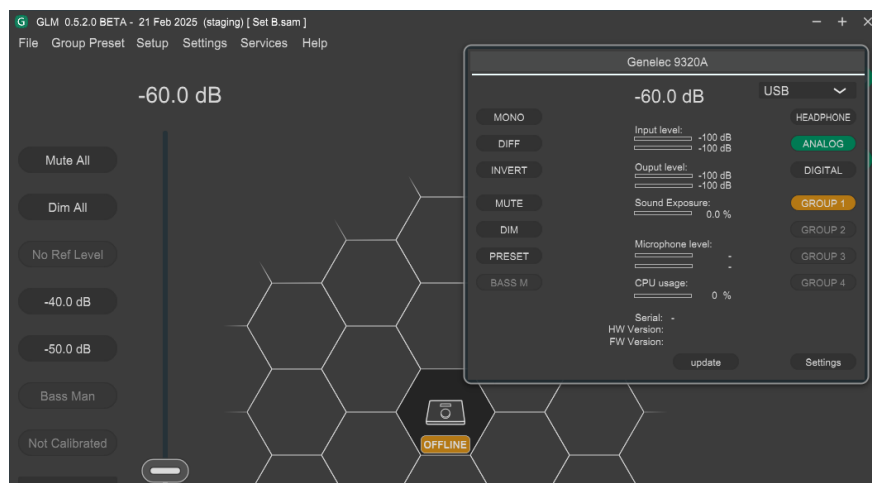 G GLM 0.5.2.0 BETA - 21 Feb 2025 (staging) [ Set B.sam ]
File Group Preset Setup Settings Services Help
-60.0 dB
Mute All
Dim All
No Ref Level
-40.0 dB
-50.0 dB
Bass Man
Not Calibrated
OFFLINE
Genelec 9320A
-60.0 dB
USB
MONO
DIFF
INVERT
MUTE
DIM
PRESET
BASS M
Input level:
-100 dB
-100 dB
Ouput level:
-100 dB
-100 dB
Sound Exposure:
0.0 %
Microphone level:
-
-
CPU usage:
0 %
Serial: -
HW Version:
FW Version:
HEADPHONE
ANALOG
DIGITAL
GROUP 1
GROUP 2
GROUP 3
GROUP 4
update
Settings